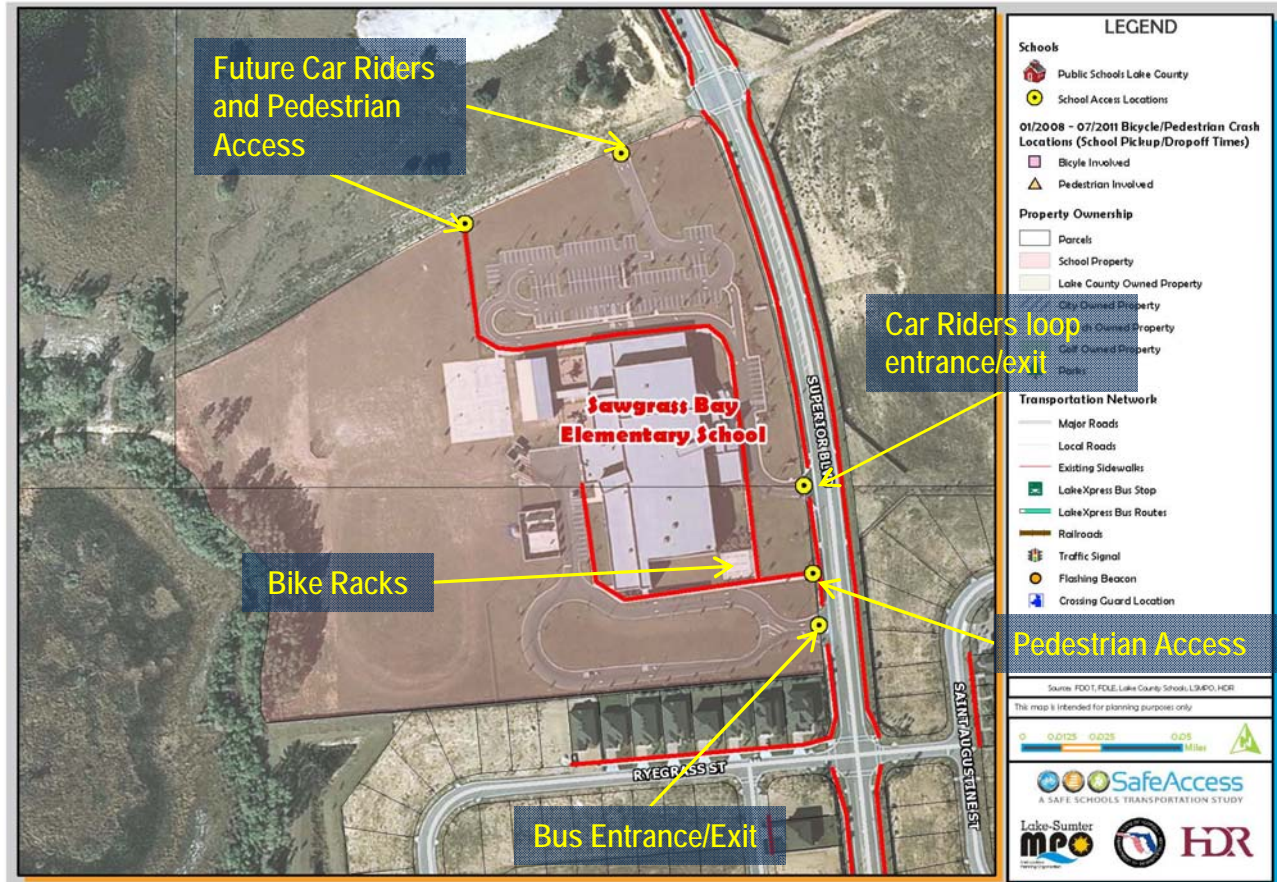 Future Car Riders
and Pedestrian
Access
Car Riders loop
entrance/exit
Bike Racks
Pedestrian Access
Bus Entrance/Exit
Sawgrass Bay
Elementary School
SUPERIOR BLV
RYEGRASS ST
SAINT AUGUSTINE ST
LEGEND
Schools
Public Schools Lake County
School Access Locations
01/2008 - 07/2011 Bicycle/Pedestrian Crash
Locations (School Pickup/Dropoff Times)
Bicyle Involved
Pedestrian Involved
Property Ownership
Parcels
School Property
Lake County Owned Property
City Owned Property
Owned Property
Golf Owned Property
Parks
Transportation Network
Major Roads
Local Roads
Existing Sidewalks
LakeXpress Bus Stop
LakeXpress Bus Routes
Railroads
Traffic Signal
Flashing Beacon
Crossing Guard Location
Source: FDOT, FDLE, Lake County Schools, LSMPO, HDR
This map is intended for planning purposes only
0 0.0125 0.025 0.05
Miles
SafeAccess
A SAFE SCHOOLS TRANSPORTATION STUDY
Lake-Sumter
MPO
HDR